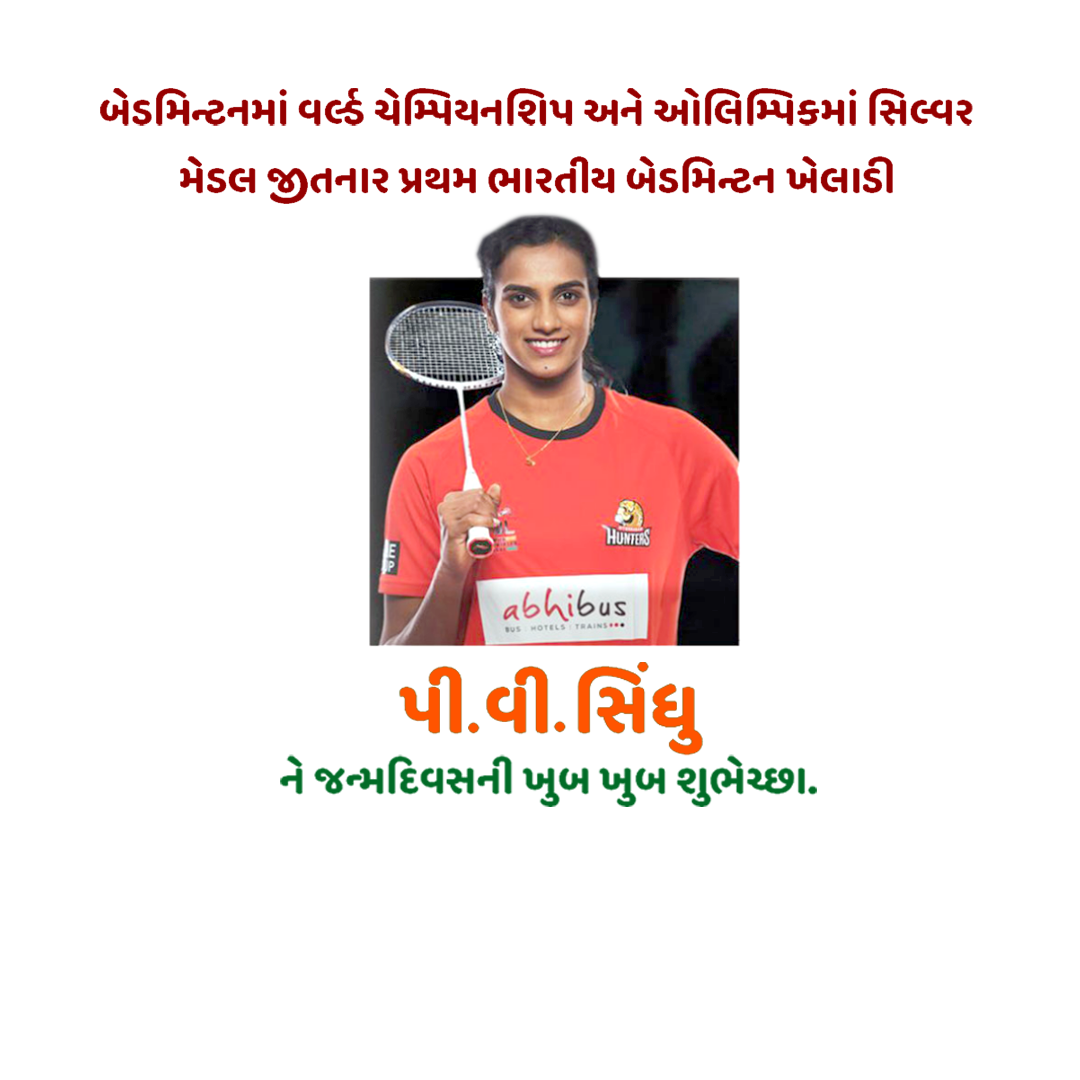 બેડમિન્ટનમાં વર્લ્ડ ચેમ્પિયનશિપ અને ઓલિમ્પિકમાં સિલ્વર
મેડલ જીતનાર પ્રથમ ભારતીય બેડમિન્ટન ખેલાડી
HUNTERS
E
P
abhibus
BUS | HOTELS | TRAINS
પી.વી.સિંધુ
ને જન્મદિવસની ખુબ ખુબ શુભેચ્છા.